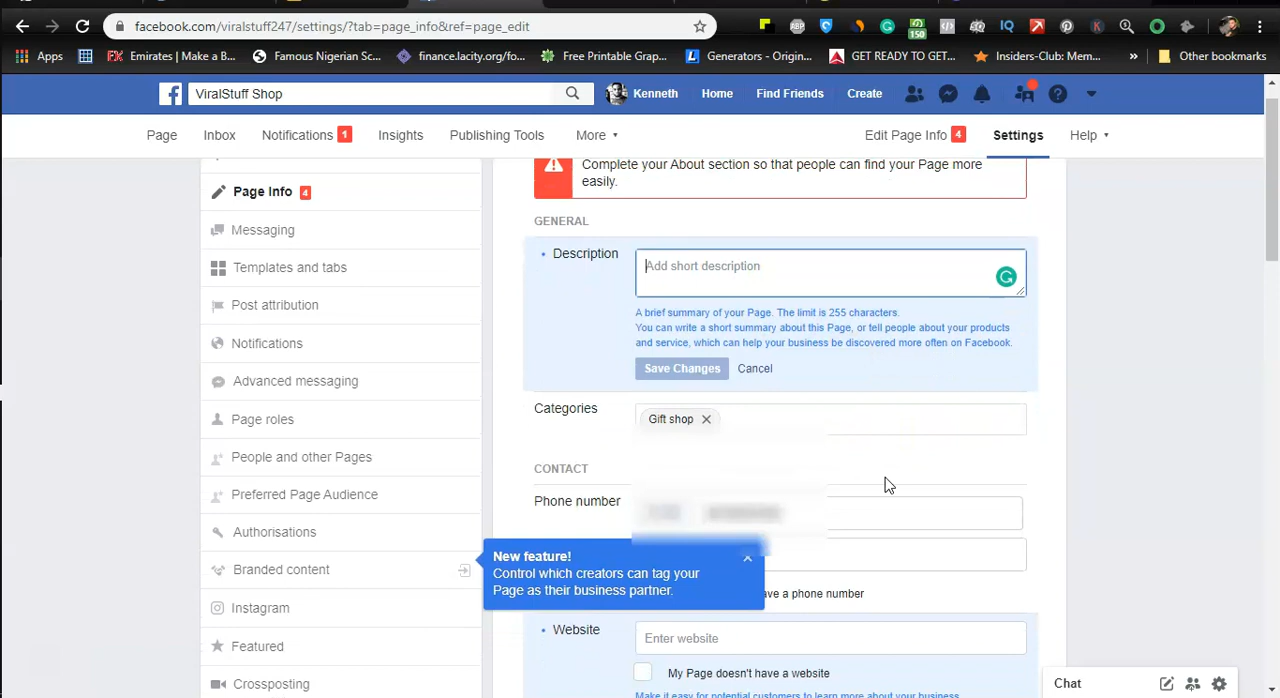 facebook.com/viralstuff247/settings/?tab=page_info&ref=page_edit
150
Apps
Emirates | Make a B...
Famous Nigerian Sc...
finance.lacity.org/fo...
Free Printable Grap...
Generators - Origin...
GET READY TO GET...
Insiders-Club: Mem...
»
Other bookmarks
ViralStuff Shop
Kenneth
Home
Find Friends
Create
Page
Inbox
Notifications 1
Insights
Publishing Tools
More
Edit Page Info 4
Settings
Help
Page Info 4
Messaging
Templates and tabs
Post attribution
Notifications
Advanced messaging
Page roles
People and other Pages
Preferred Page Audience
Authorisations
Branded content
Instagram
Featured
Crossposting
Complete your About section so that people can find your Page more
easily.
GENERAL
Description
Add short description
A brief summary of your Page. The limit is 255 characters.
You can write a short summary about this Page, or tell people about your products
and service, which can help your business be discovered more often on Facebook.
Save Changes
Cancel
Categories
Gift shop
CONTACT
Phone number
New feature!
Control which creators can tag your
Page as their business partner.
ave a phone number
Website
Enter website
My Page doesn't have a website
Make it easy for potential customers to learn more about your business
Chat